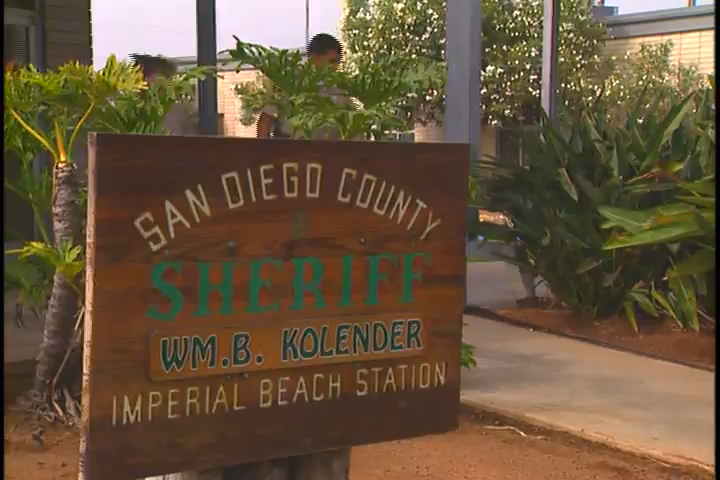 SAN DIEGO COUNTY
SHERIFF
WM. B. KOLENDER
IMPERIAL BEACH STATION